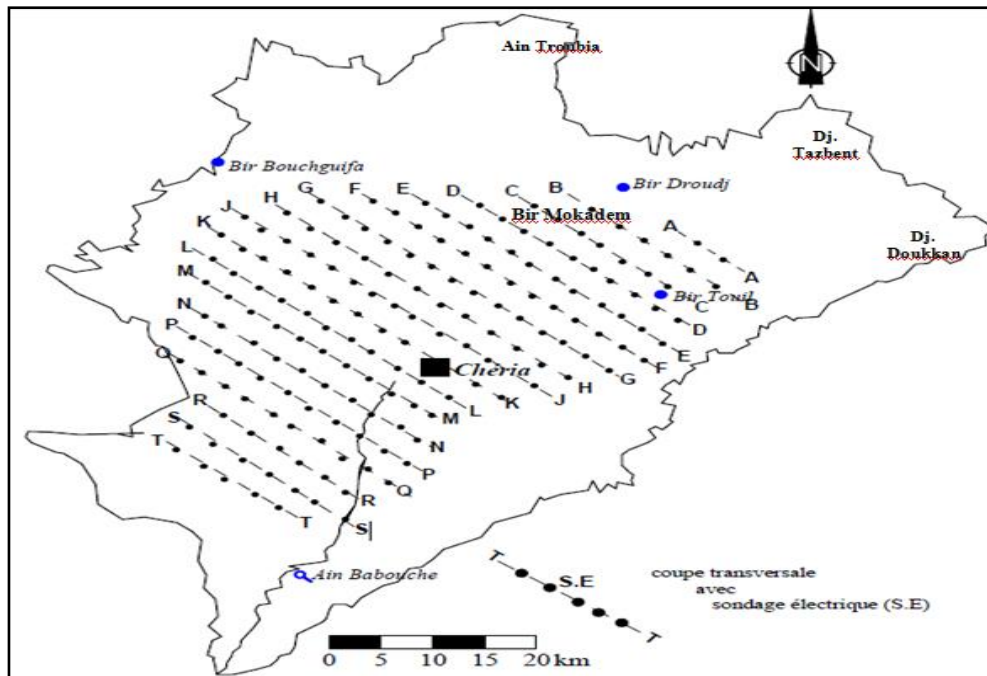 Ain Troubia
N
Dj.
Tazbent
Bir Bouchguifa
Bir Droudj
G F E D C B
H
J
Bir Mokadem
A
K
Dj.
Doukkan
L
A
M
Bir Touil
C B
N
D
P
E
Q
Cheria
F
G
H
R
K J
L
S
M
T
N
P
Q
R
T
S
Ain Babouche
T
S.E
T
coupe transversale
avec
sondage électrique (S.E)
0 5 10 15 20 km